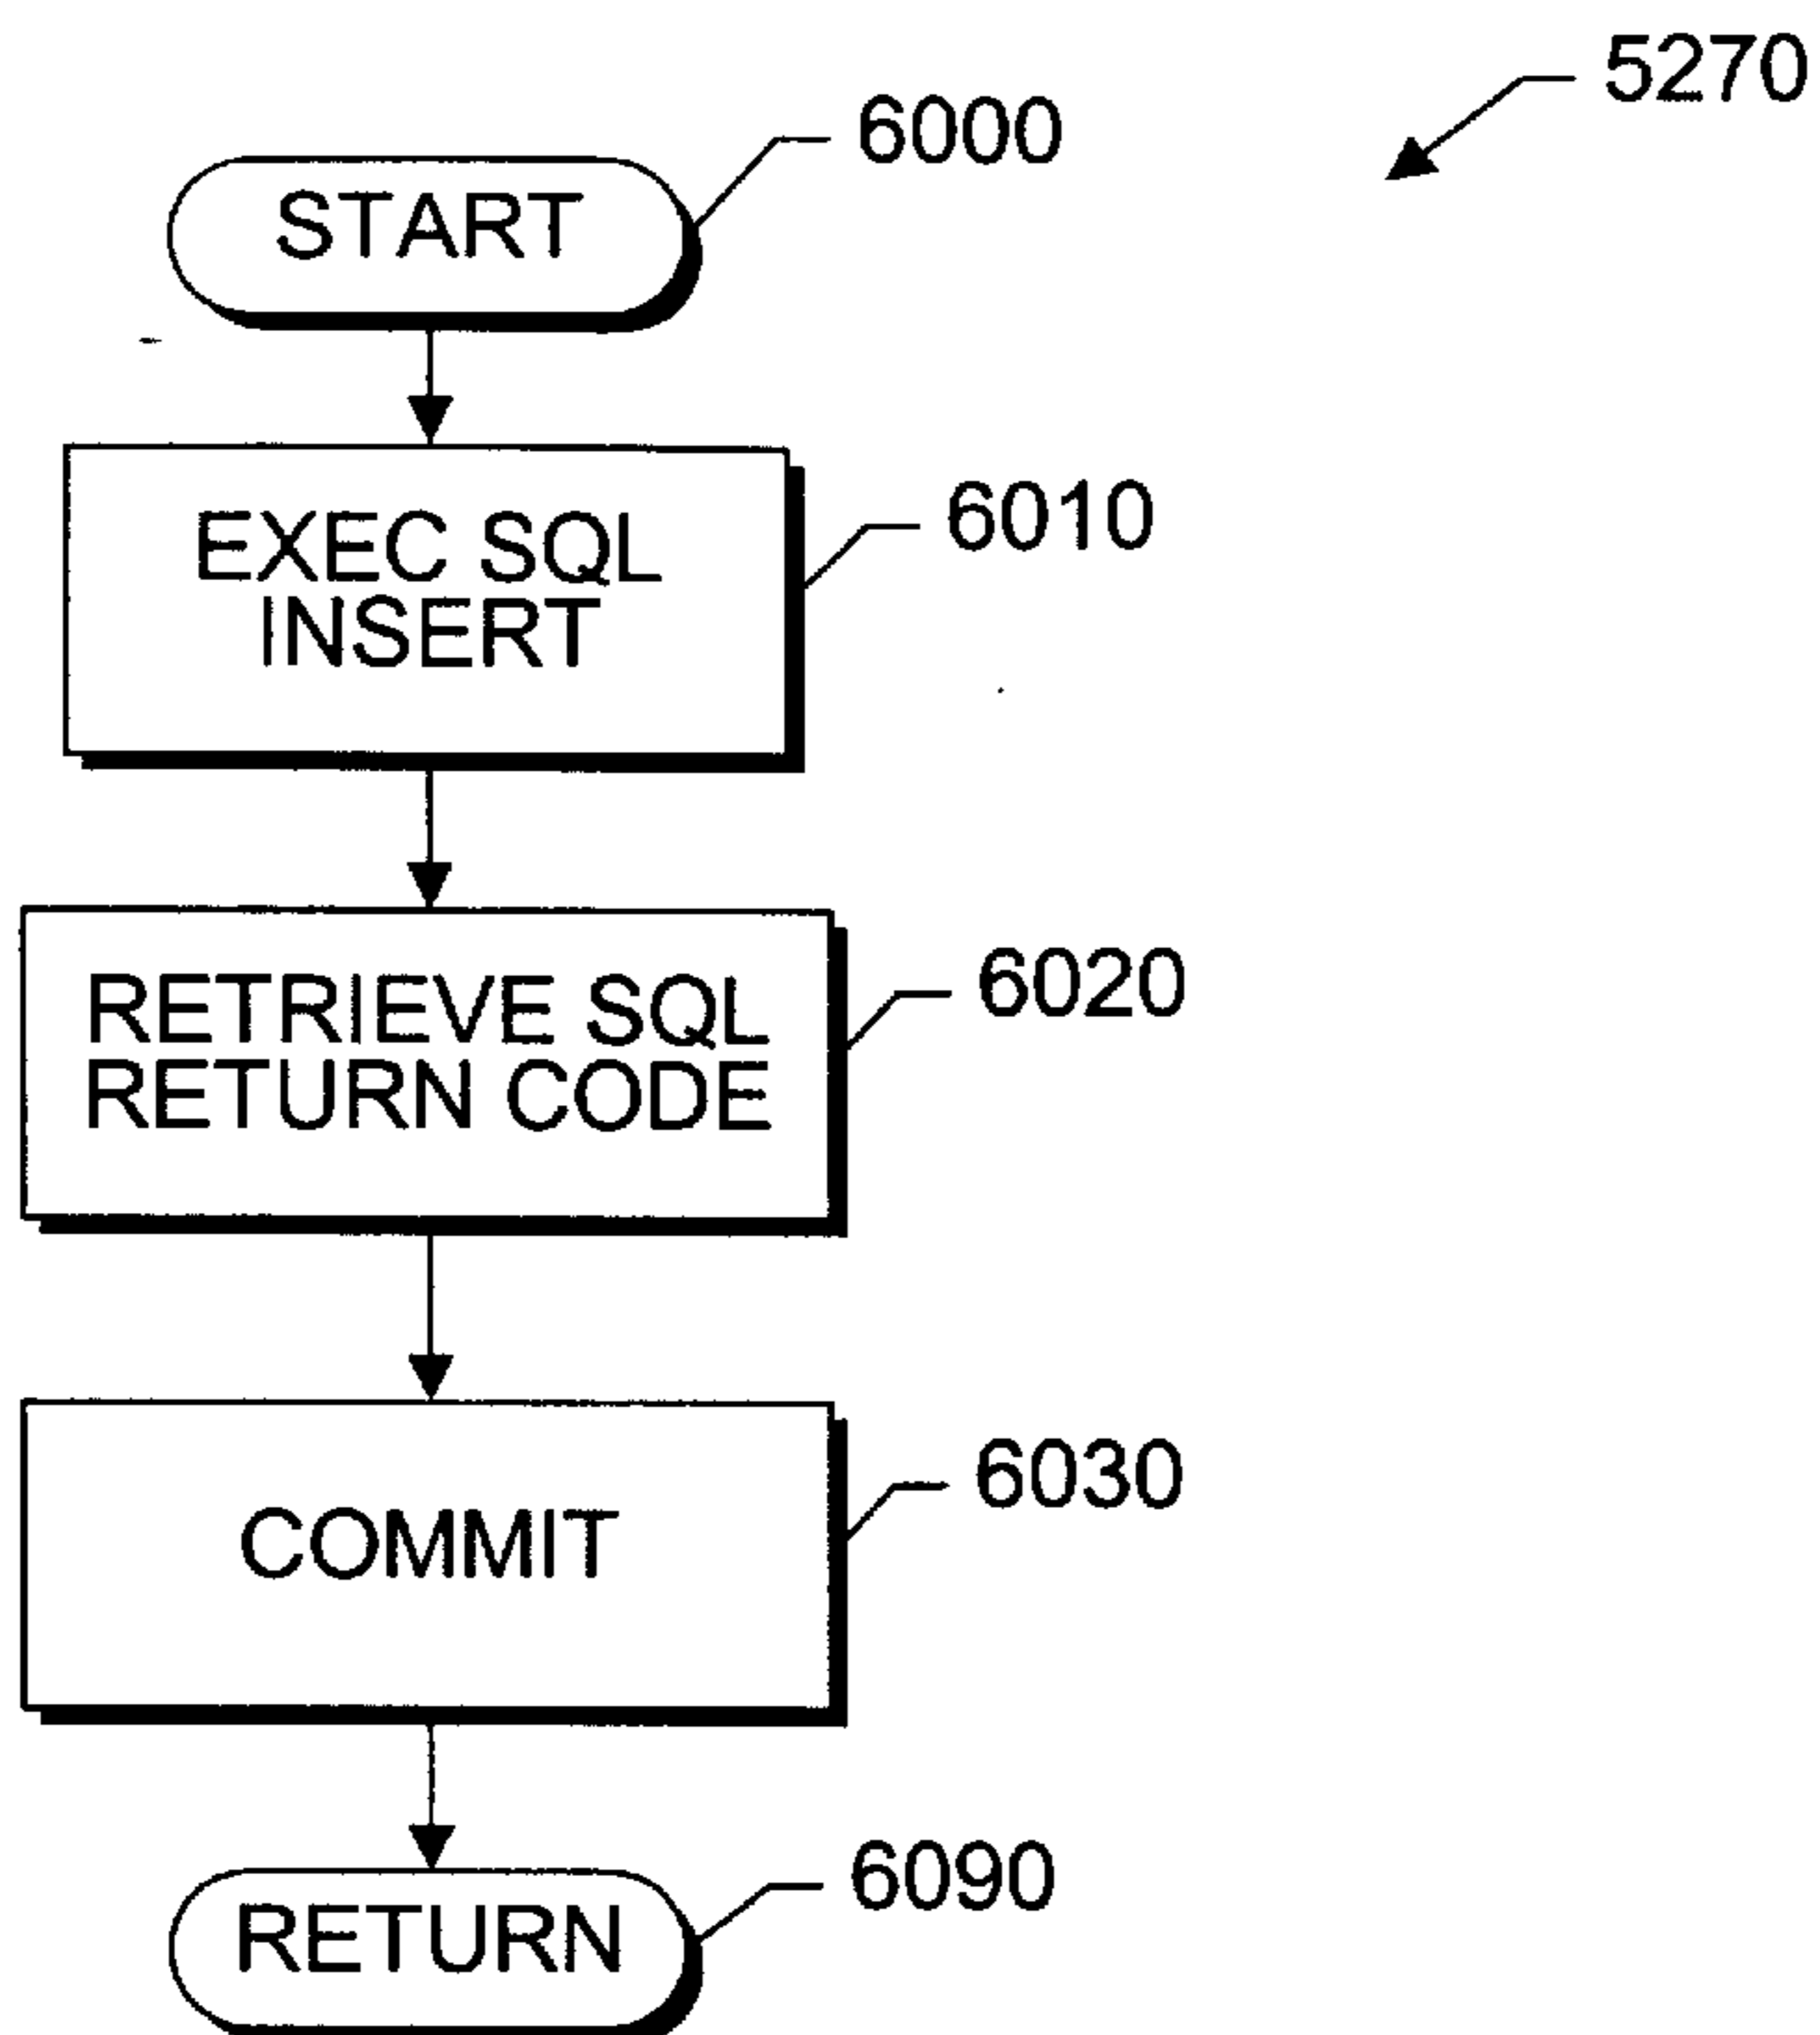 5270
6000
START
6010
EXEC SQL
INSERT
6020
RETRIEVE SQL
RETURN CODE
6030
COMMIT
6090
RETURN